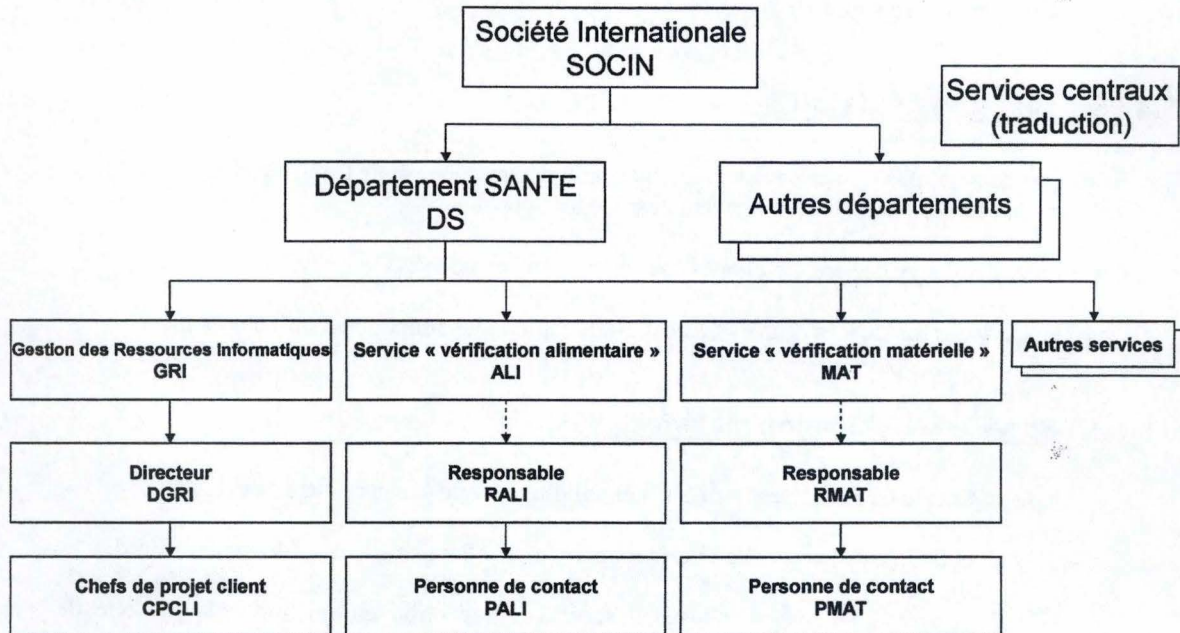 Société Internationale
SOCIN
Services centraux
(traduction)
Département SANTE
DS
Autres départements
Gestion des Ressources Informatiques
GRI
Service « vérification alimentaire »
ALI
Service « vérification matérielle »
MAT
Autres services
Directeur
DGRI
Responsable
RALI
Responsable
RMAT
Chefs de projet client
CPCLI
Personne de contact
PALI
Personne de contact
PMAT